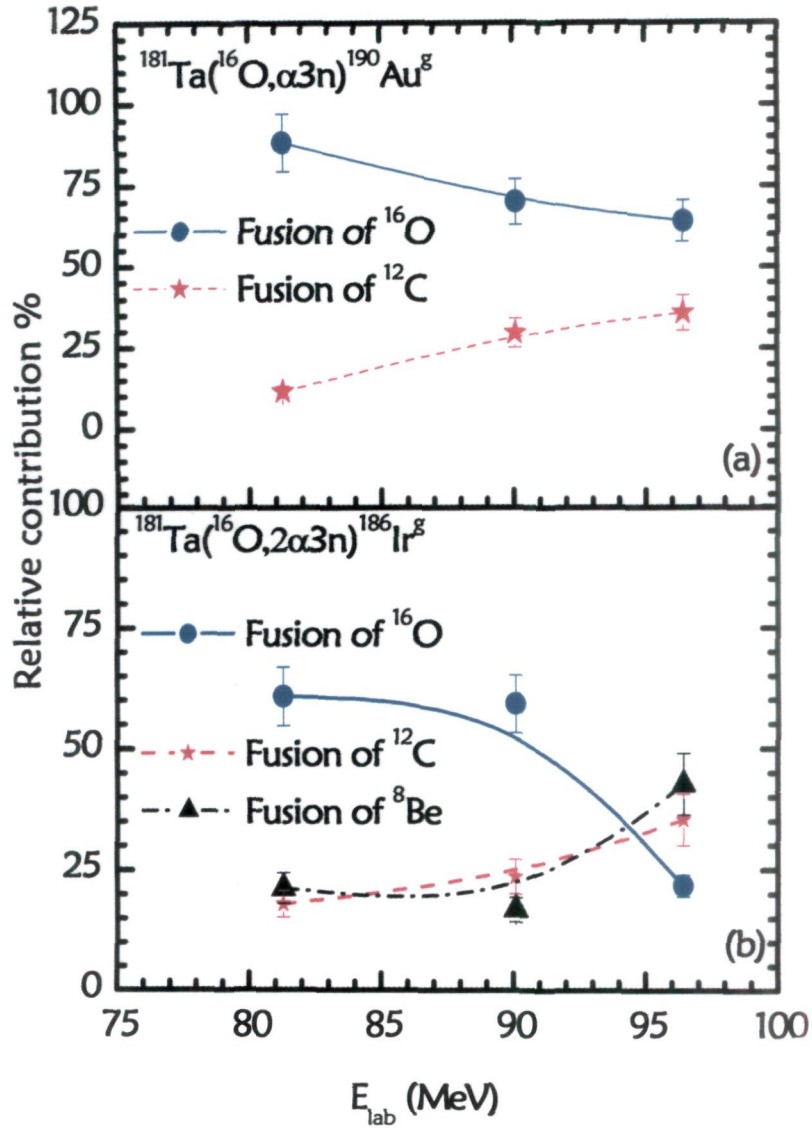 125
¹⁸¹Ta(¹⁶O,α3n)¹⁹⁰Auᵍ
100
75
Fusion of ¹⁶O
50
Fusion of ¹²C
25
0
(a)
Relative contribution %
100
¹⁸¹Ta(¹⁶O,2α3n)¹⁸⁶Irᵍ
75
Fusion of ¹⁶O
50
Fusion of ¹²C
Fusion of ⁸Be
25
(b)
0
75 80 85 90 95 100
E_lab (MeV)